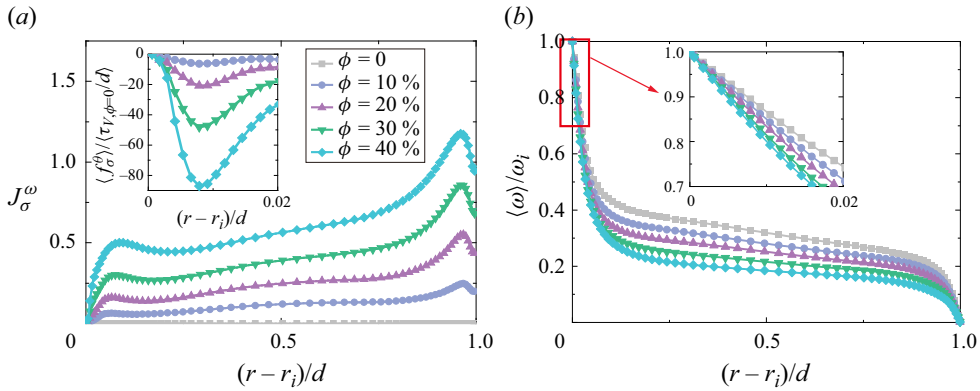 (a)
1.5
1.0
0.5
0
0.5
1.0
J_σ^ω
(r – r_i)/d
0
–20
–40
–60
–80
0
0.02
⟨f_σ^θ⟩/⟨τ_{V,ϕ=0}/d⟩
(r – r_i)/d
ϕ = 0
ϕ = 10 %
ϕ = 20 %
ϕ = 30 %
ϕ = 40 %
(b)
1.0
0.8
0.6
0.4
0.2
0
0.5
1.0
⟨ω⟩/ω_i
(r – r_i)/d
1.0
0.9
0.8
0.7
0
0.02